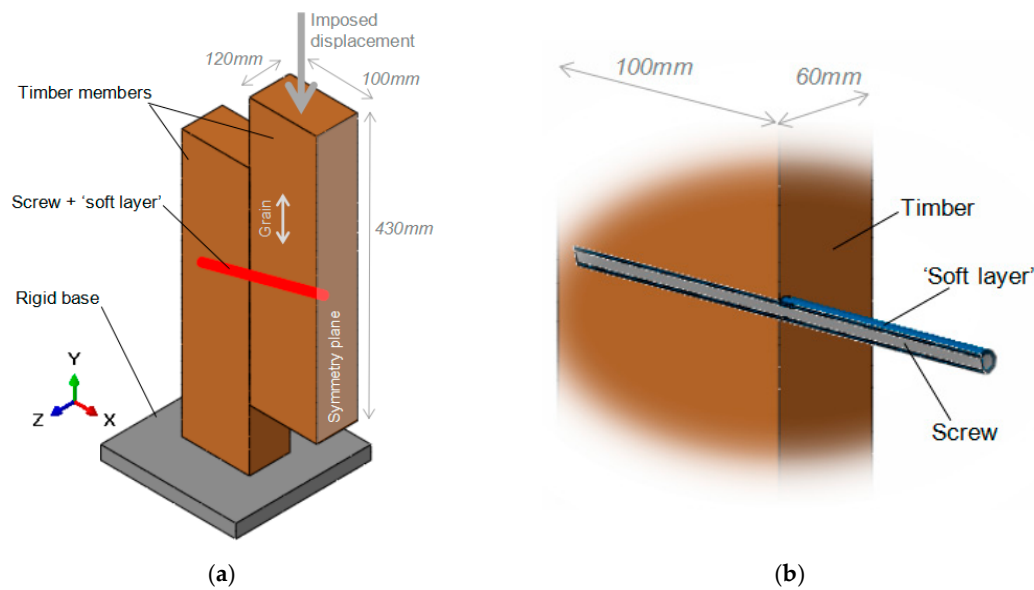 Imposed
displacement
120mm
100mm
Timber members
Screw + ‘soft layer’
Grain
430mm
Rigid base
Symmetry plane
Y
Z
X
(a)
100mm
60mm
Timber
‘Soft layer’
Screw
(b)